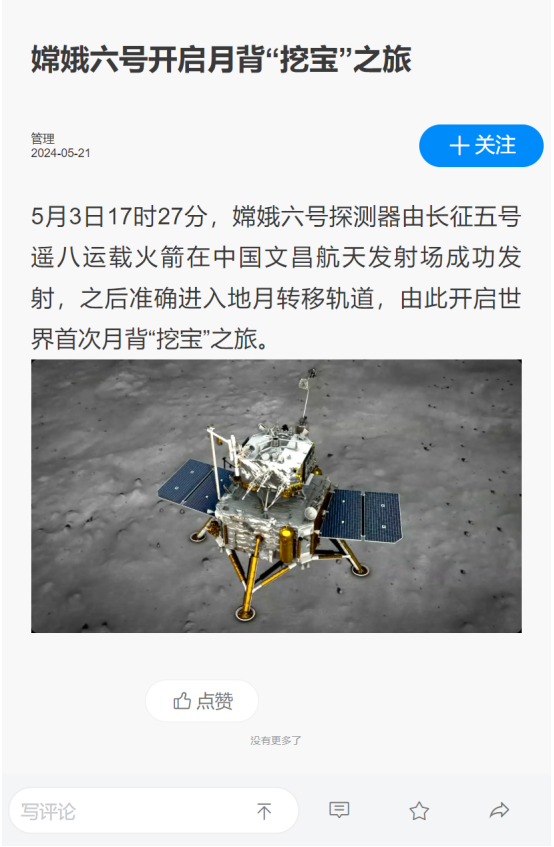 嫦娥六号开启月背“挖宝”之旅
管理
2024-05-21
关注
5月3日17时27分，嫦娥六号探测器由长征五号
遥八运载火箭在中国文昌航天发射场成功发
射，之后准确进入地月转移轨道，由此开启世
界首次月背“挖宝”之旅。
点赞
没有更多了
写评论